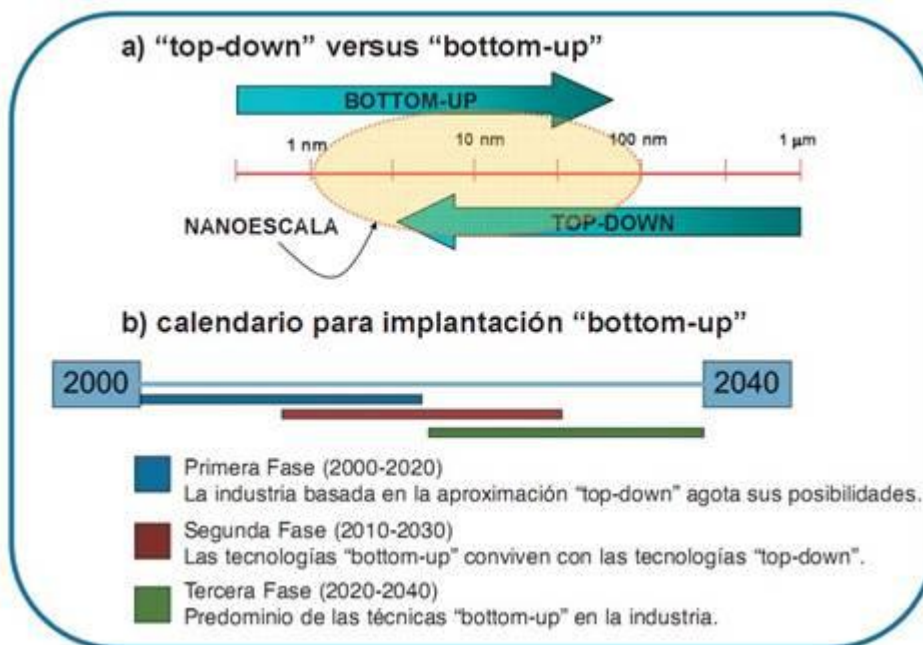 a) “top-down” versus “bottom-up”
BOTTOM-UP
1 nm
10 nm
100 nm
1 μm
NANOESCALA
TOP-DOWN
b) calendario para implantación “bottom-up”
2000
2040
Primera Fase (2000-2020)
La industria basada en la aproximación “top-down” agota sus posibilidades.
Segunda Fase (2010-2030)
Las tecnologías “bottom-up” conviven con las tecnologías “top-down”.
Tercera Fase (2020-2040)
Predominio de las técnicas “bottom-up” en la industria.